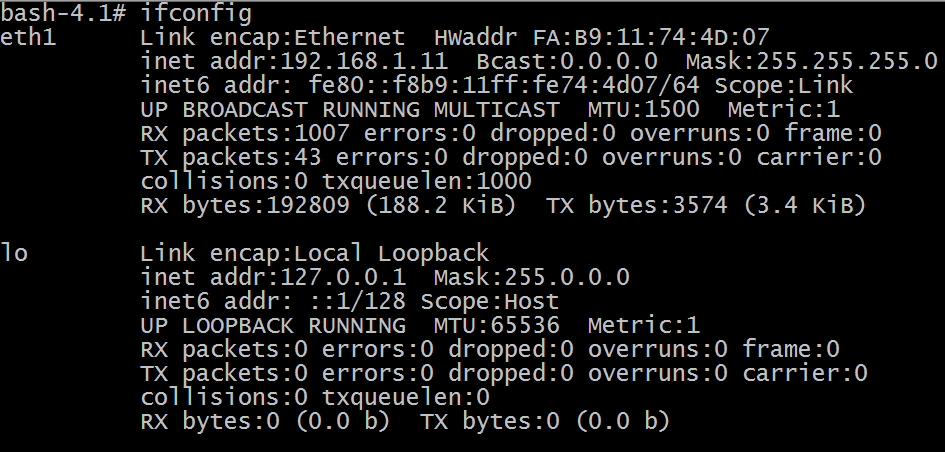 bash-4.1# ifconfig
eth1      Link encap:Ethernet  HWaddr FA:B9:11:74:4D:07
          inet addr:192.168.1.11  Bcast:0.0.0.0  Mask:255.255.255.0
          inet6 addr: fe80::f8b9:11ff:fe74:4d07/64 Scope:Link
          UP BROADCAST RUNNING MULTICAST  MTU:1500  Metric:1
          RX packets:1007 errors:0 dropped:0 overruns:0 frame:0
          TX packets:43 errors:0 dropped:0 overruns:0 carrier:0
          collisions:0 txqueuelen:1000
          RX bytes:192809 (188.2 KiB)  TX bytes:3574 (3.4 KiB)

lo        Link encap:Local Loopback
          inet addr:127.0.0.1  Mask:255.0.0.0
          inet6 addr: ::1/128 Scope:Host
          UP LOOPBACK RUNNING  MTU:65536  Metric:1
          RX packets:0 errors:0 dropped:0 overruns:0 frame:0
          TX packets:0 errors:0 dropped:0 overruns:0 carrier:0
          collisions:0 txqueuelen:0
          RX bytes:0 (0.0 b)  TX bytes:0 (0.0 b)